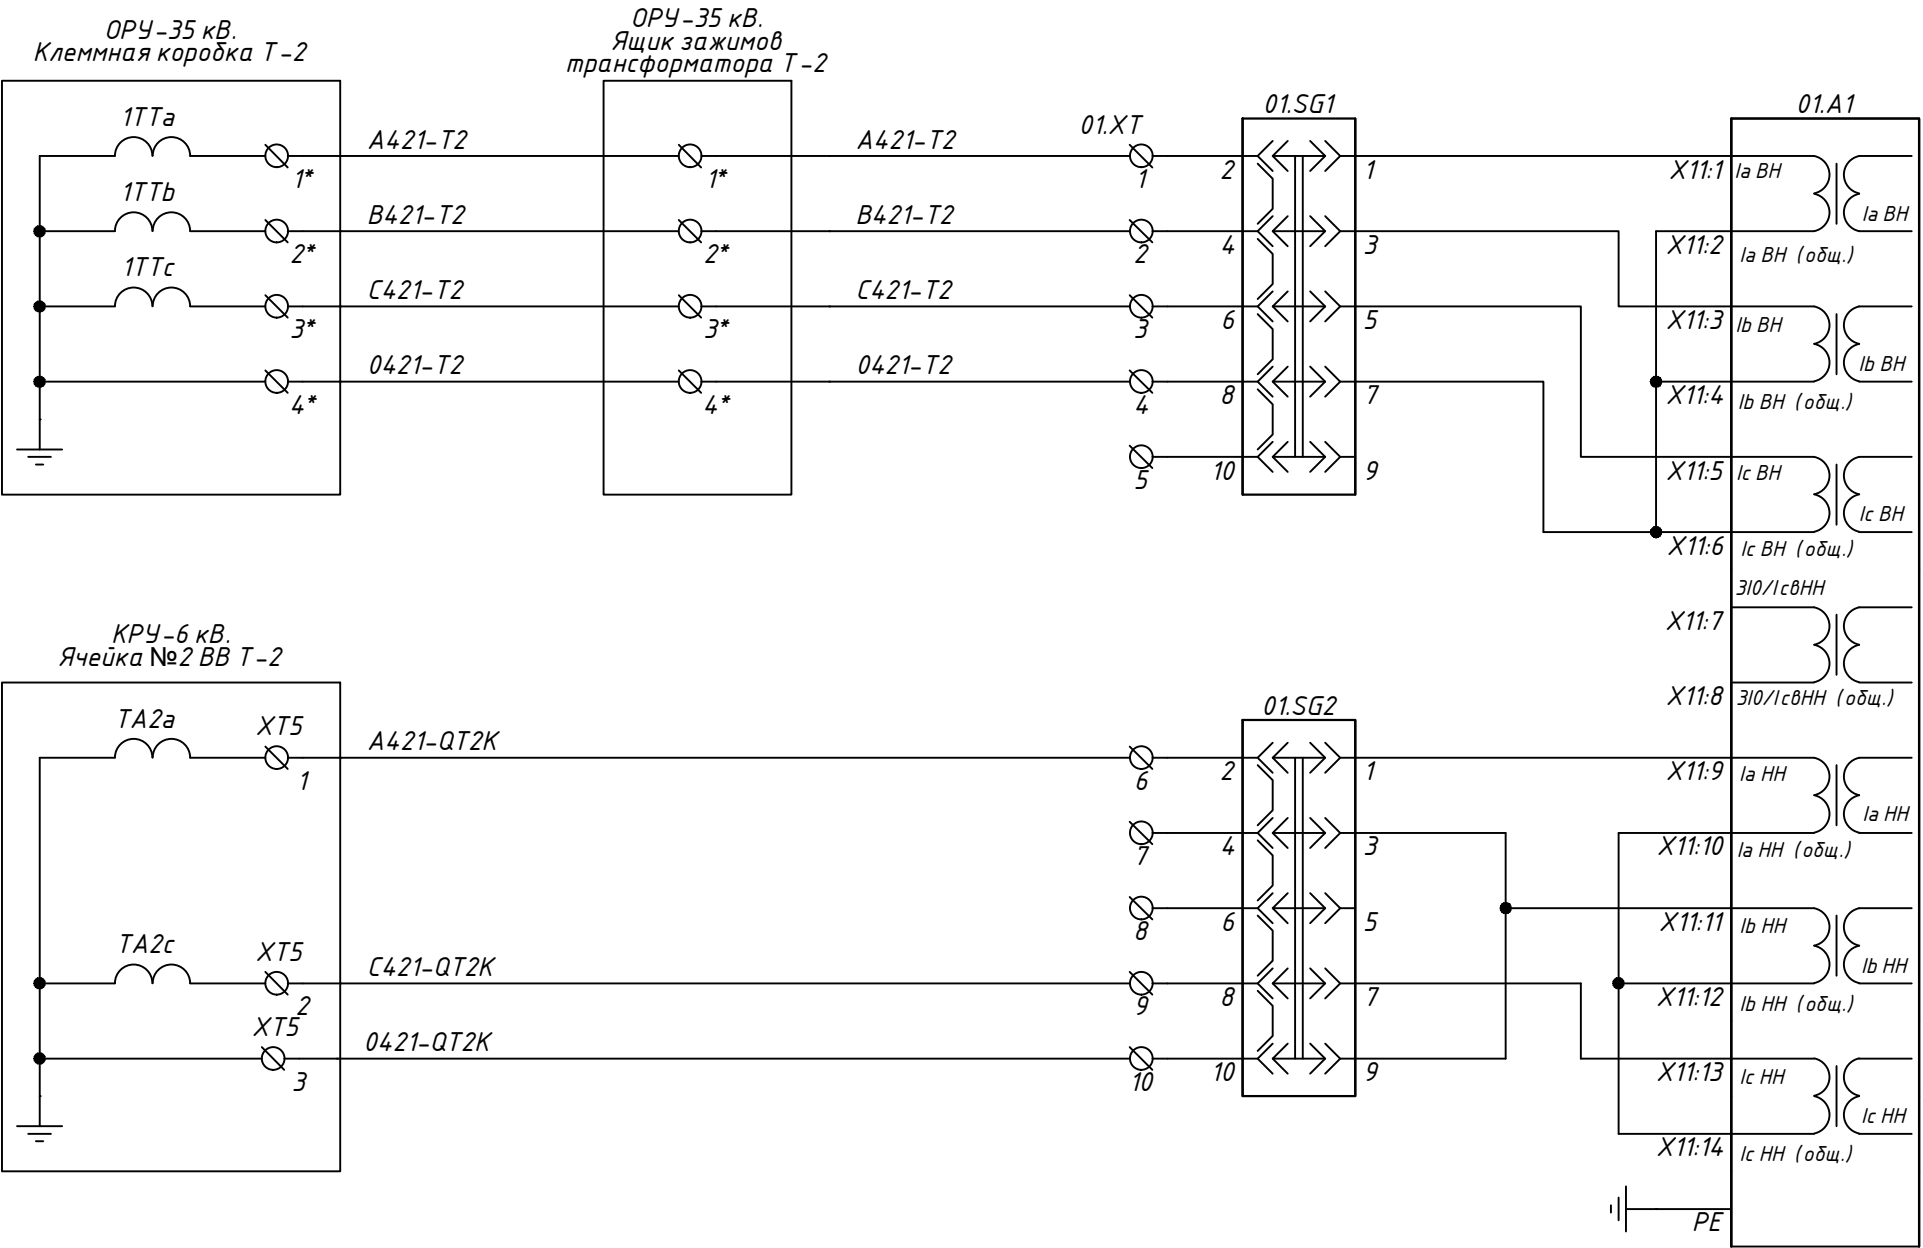 ОРУ-35 кВ.
Клеммная коробка Т-2
ОРУ-35 кВ.
Ящик зажимов
трансформатора Т-2
01.XT
01.SG1
01.A1
1TTa
1*
A421-T2
1*
A421-T2
1
2
1
X11:1
Ia ВН
Ia ВН
1TTb
2*
B421-T2
2*
B421-T2
2
4
3
X11:2
Ia ВН (общ.)
1TTc
3*
C421-T2
3*
C421-T2
3
6
5
X11:3
Ib ВН
Ib ВН
4*
0421-T2
4*
0421-T2
4
8
7
X11:4
Ib ВН (общ.)
5
10
9
X11:5
Ic ВН
Ic ВН
X11:6
Ic ВН (общ.)
3I0/IсвНН
X11:7
X11:8
3I0/IсвНН (общ.)
КРУ-6 кВ.
Ячейка №2 ВВ Т-2
01.SG2
TA2a
XT5
1
A421-QT2K
6
2
1
X11:9
Ia НН
Ia НН
7
4
3
X11:10
Ia НН (общ.)
8
6
5
X11:11
Ib НН
Ib НН
TA2c
XT5
2
C421-QT2K
9
8
7
X11:12
Ib НН (общ.)
XT5
3
0421-QT2K
10
10
9
X11:13
Ic НН
Ic НН
X11:14
Ic НН (общ.)
PE